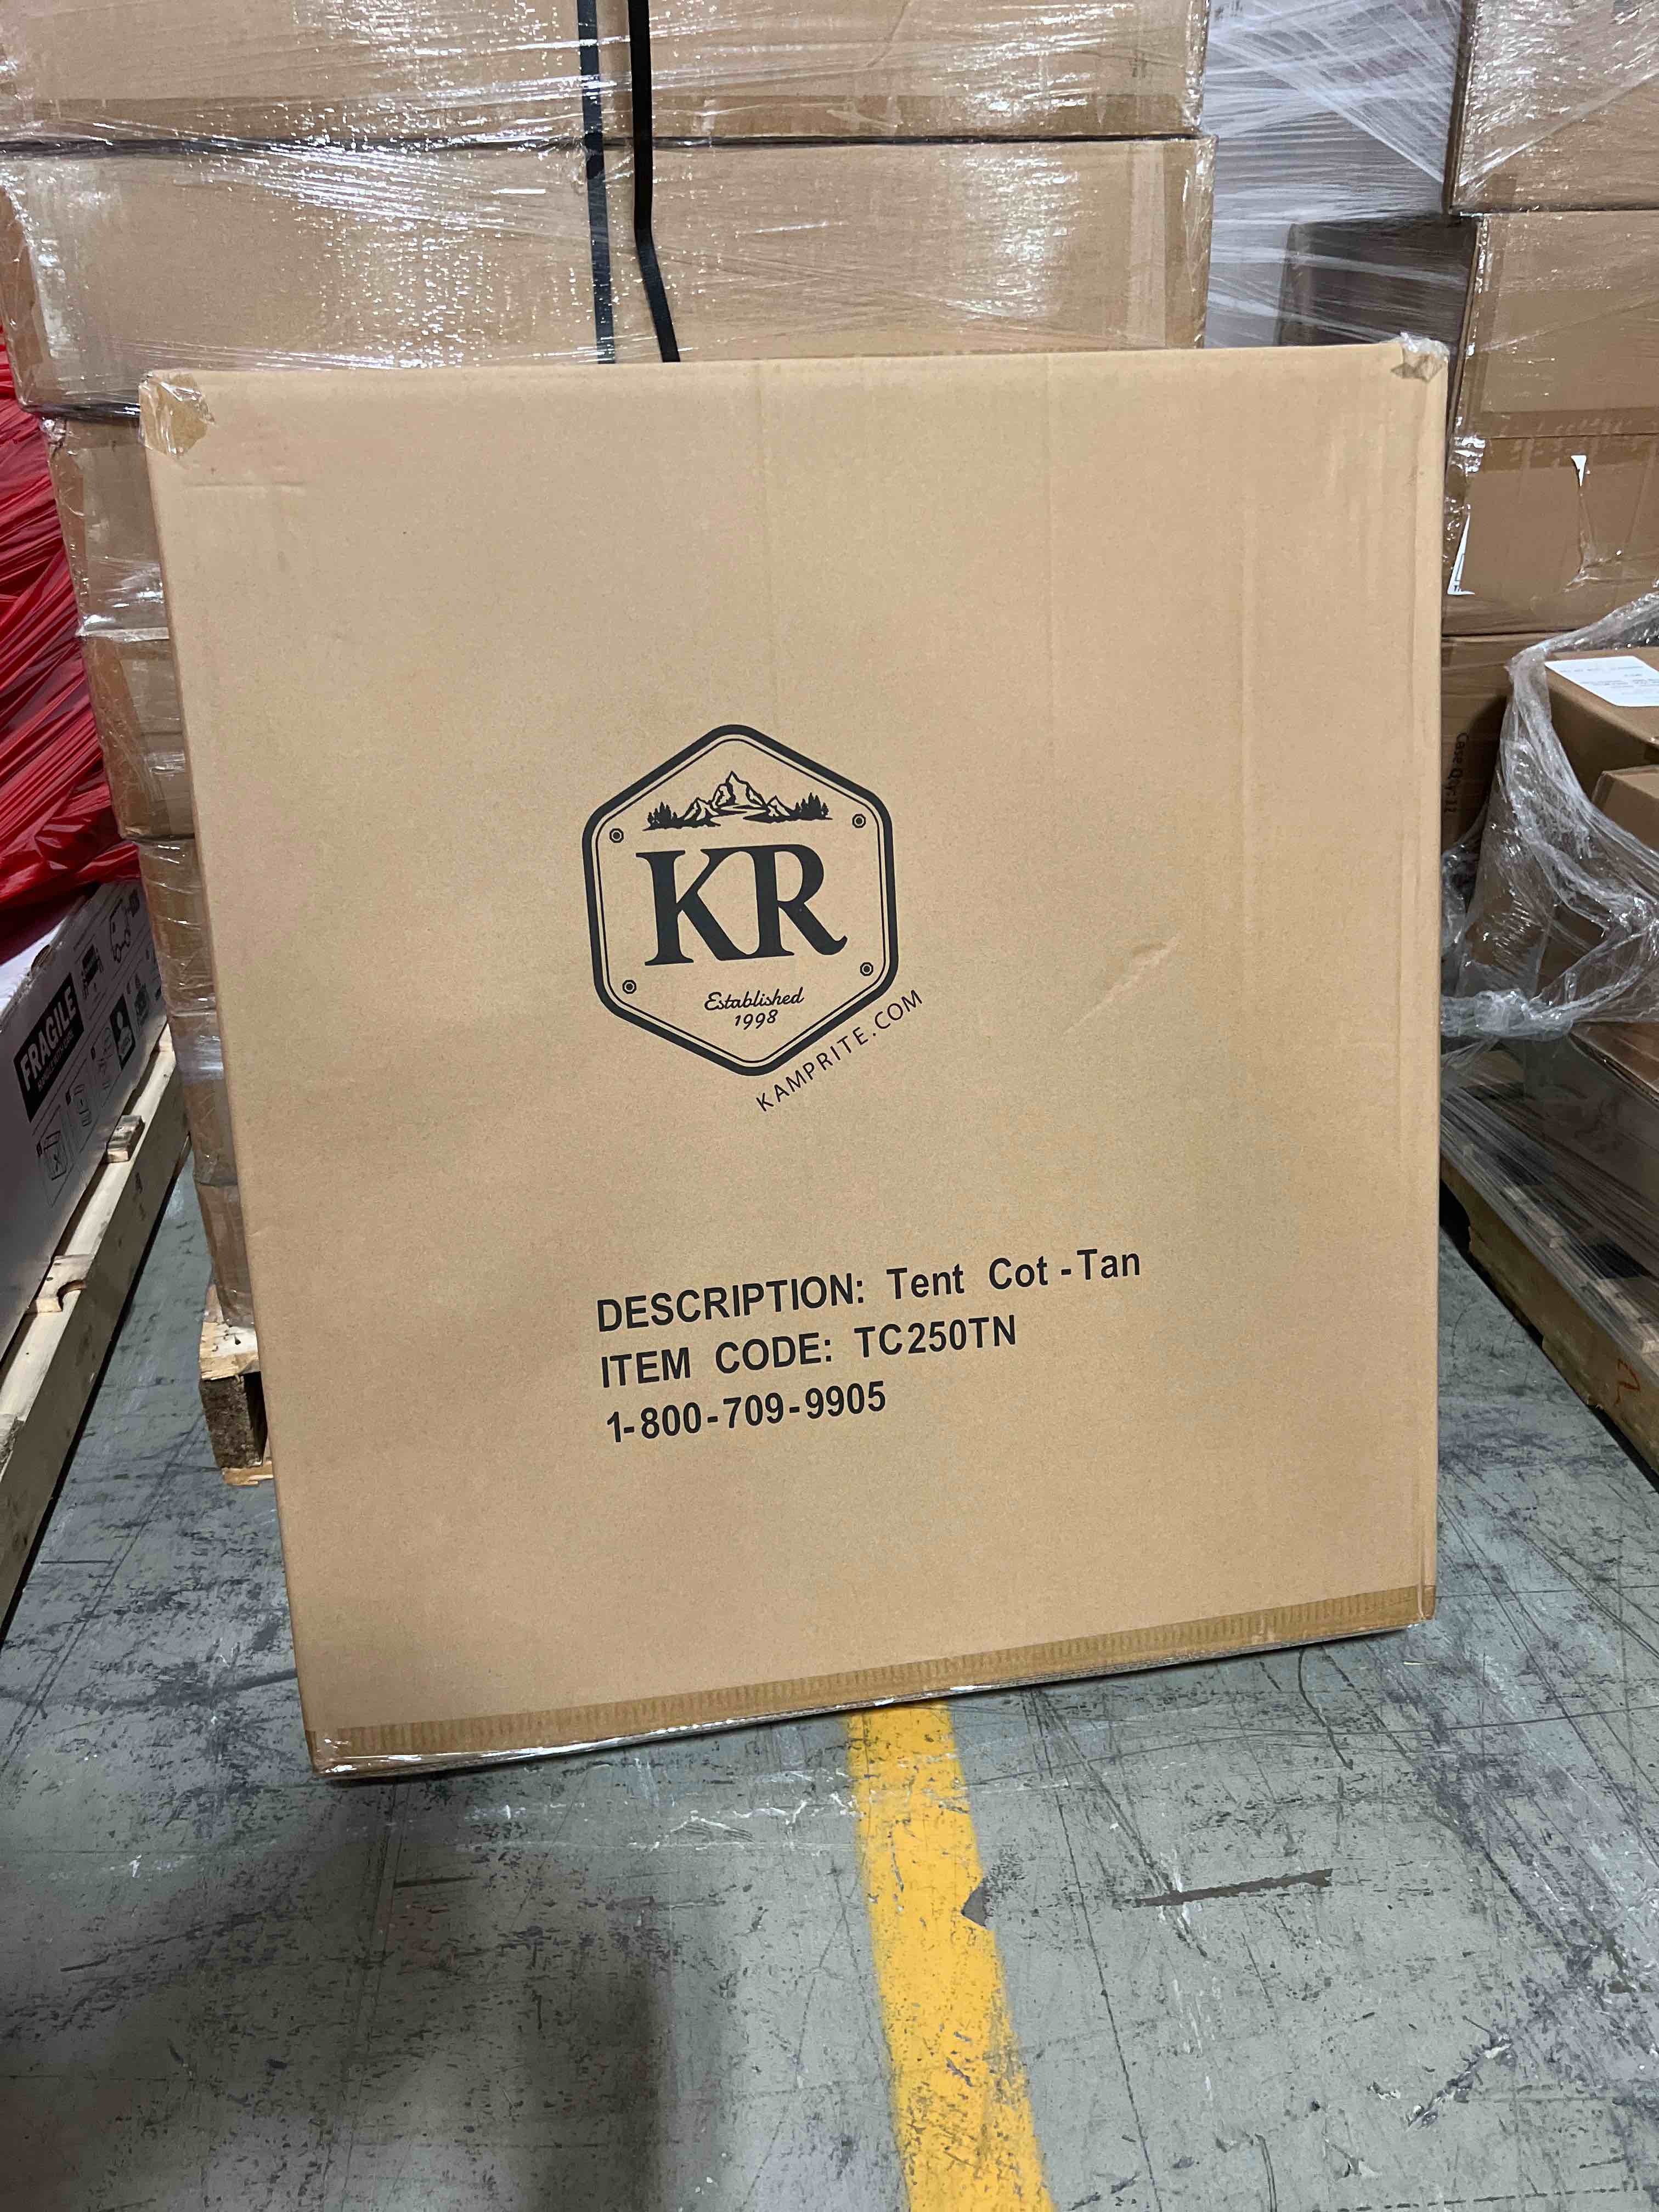 KR
Established
1998
KAMPRITE.COM
DESCRIPTION: Tent Cot -Tan
ITEM CODE: TC250TN
1-800-709-9905
FRAGILE